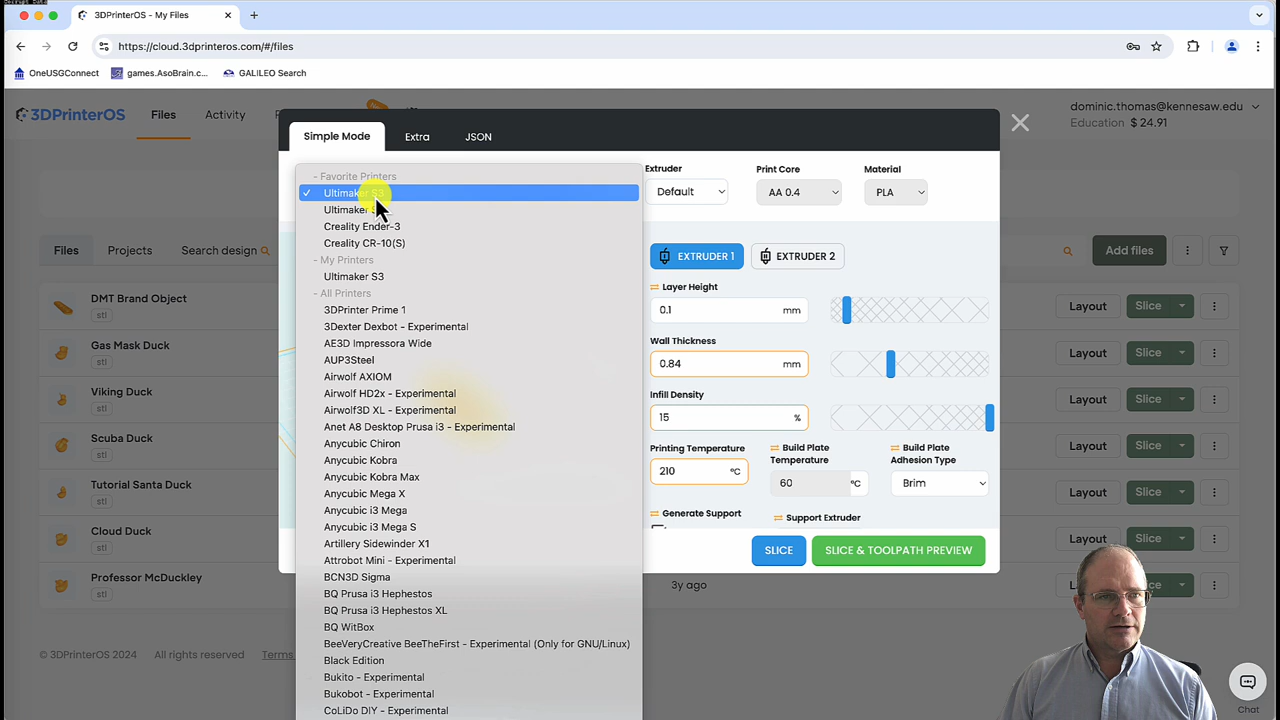 3DPrinterOS - My Files
https://cloud.3dprinteros.com/#/files
OneUSGConnect
games.AsoBrain.c...
GALILEO Search
3DPrinterOS
Files
Activity
dominic.thomas@kennesaw.edu
Education $ 24.91
Simple Mode
Extra
JSON
- Favorite Printers
Ultimaker S3
Ultimaker
Creality Ender-3
Creality CR-10(S)
- My Printers
Ultimaker S3
- All Printers
3DPrinter Prime 1
3Dexter Dexbot - Experimental
AE3D Impressora Wide
AUP3Steel
Airwolf AXIOM
Airwolf HD2x - Experimental
Airwolf3D XL - Experimental
Anet A8 Desktop Prusa i3 - Experimental
Anycubic Chiron
Anycubic Kobra
Anycubic Kobra Max
Anycubic Mega X
Anycubic i3 Mega
Anycubic i3 Mega S
Artillery Sidewinder X1
Attrobot Mini - Experimental
BCN3D Sigma
BQ Prusa i3 Hephestos
BQ Prusa i3 Hephestos XL
BQ WitBox
BeeVeryCreative BeeTheFirst - Experimental (Only for GNU/Linux)
Black Edition
Bukito - Experimental
Bukobot - Experimental
CoLiDo DIY - Experimental
Extruder
Default
Print Core
AA 0.4
Material
PLA
EXTRUDER 1
EXTRUDER 2
Layer Height
0.1 mm
Wall Thickness
0.84 mm
Infill Density
15 %
Printing Temperature
210 °C
Build Plate
Temperature
60 °C
Build Plate
Adhesion Type
Brim
Generate Support
Support Extruder
SLICE
SLICE & TOOLPATH PREVIEW
Files
Projects
Search design
Add files
DMT Brand Object
stl
Layout
Slice
Gas Mask Duck
stl
Layout
Slice
Viking Duck
stl
Layout
Slice
Scuba Duck
stl
Layout
Slice
Tutorial Santa Duck
stl
Layout
Slice
Cloud Duck
stl
Layout
Slice
Professor McDuckley
stl
3y ago
Slice
© 3DPrinterOS 2024
All rights reserved
Terms
Chat